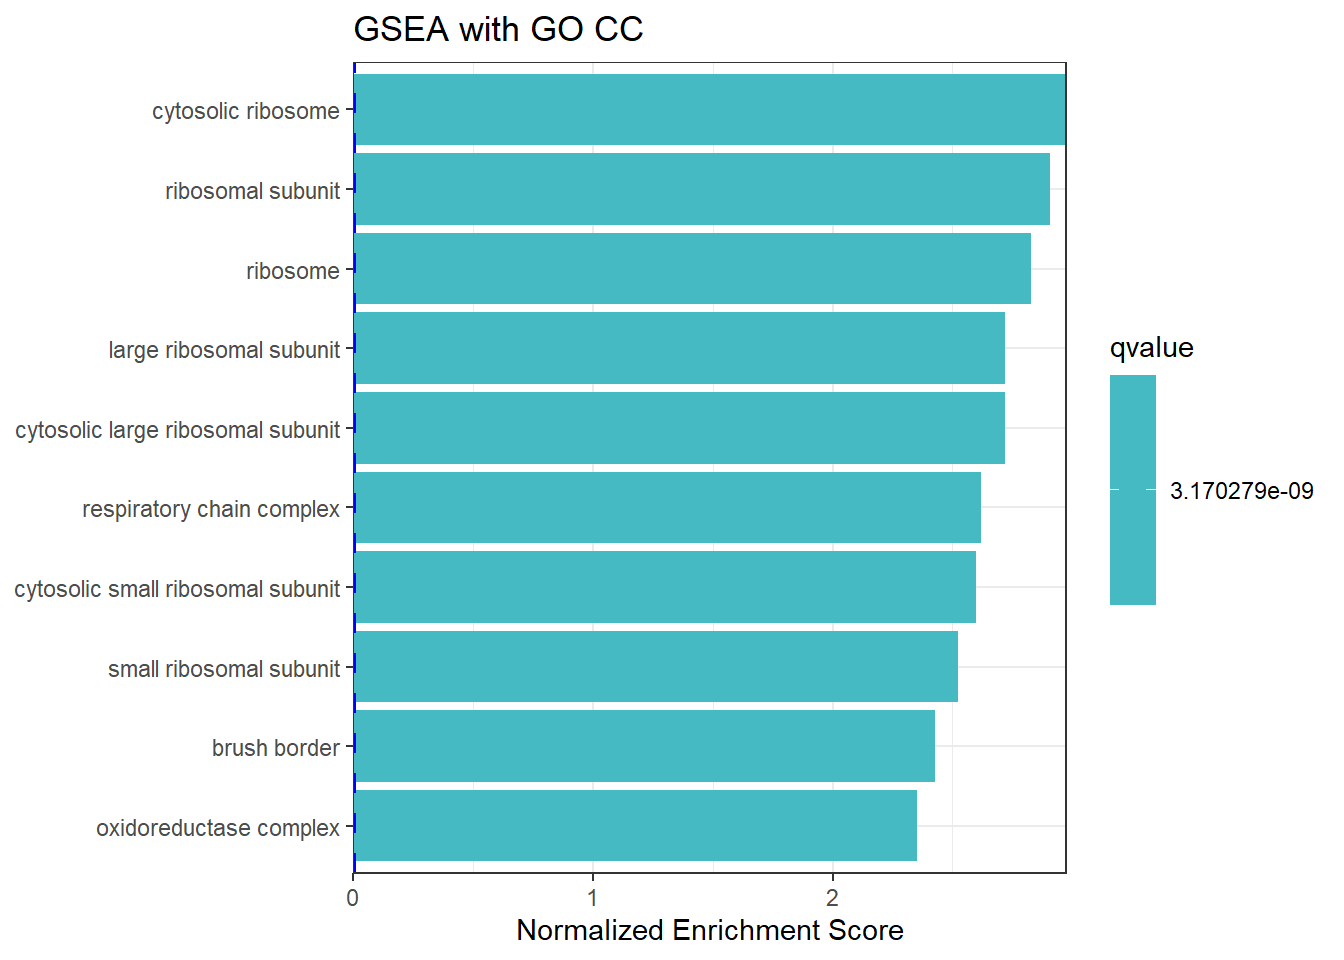 GSEA with GO CC
cytosolic ribosome
ribosomal subunit
ribosome
large ribosomal subunit
cytosolic large ribosomal subunit
respiratory chain complex
cytosolic small ribosomal subunit
small ribosomal subunit
brush border
oxidoreductase complex
0 1 2
Normalized Enrichment Score
qvalue
3.170279e-09